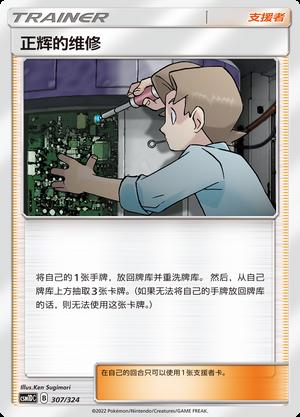 TRAINER
支援者
正辉的维修
将自己的1张手牌，放回牌库并重洗牌库。 然后，从自己
牌库上方抽取3张卡牌。（如果无法将自己的手牌放回牌库
的话，则无法使用这张卡牌。）
Illus.Ken Sugimori
在自己的回合只可以使用1张支援者卡。
CSM1DC B 307/324
©2022 Pokémon/Nintendo/Creatures/GAME FREAK.